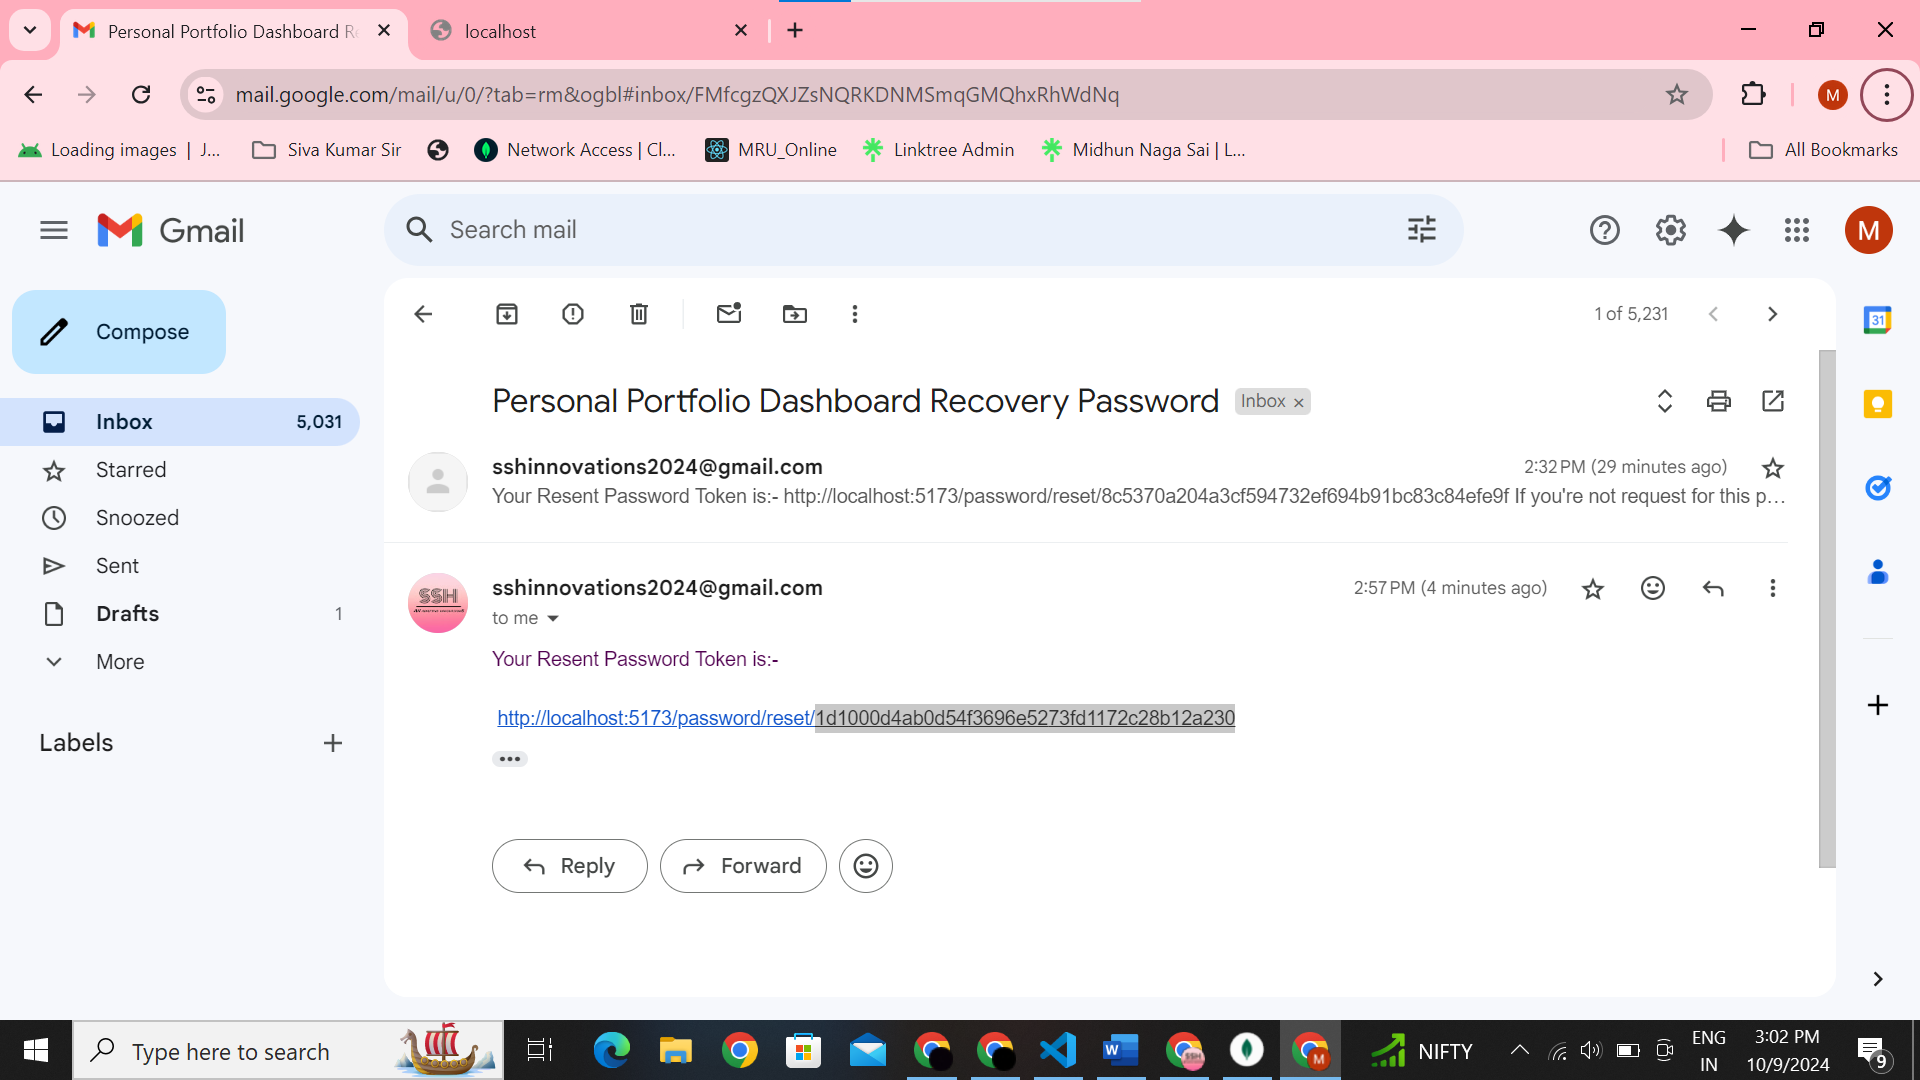 Personal Portfolio Dashboard Re
localhost
mail.google.com/mail/u/0/?tab=rm&ogbl#inbox/FMfcgzQXJZsNQRKDNMSmqGMQhxRhWdNq
M
Loading images | J...
Siva Kumar Sir
Network Access | Cl...
MRU_Online
Linktree Admin
Midhun Naga Sai | L...
All Bookmarks
Gmail
Search mail
M
Compose
1 of 5,231
31
Personal Portfolio Dashboard Recovery Password
Inbox ×
Inbox 5,031
Starred
Snoozed
Sent
Drafts 1
More
Labels
sshinnovations2024@gmail.com
2:32 PM (29 minutes ago)
Your Resent Password Token is:- http://localhost:5173/password/reset/8c5370a204a3cf594732ef694b91bc83c84efe9f If you're not request for this p…
SSH
sshinnovations2024@gmail.com
2:57 PM (4 minutes ago)
to me
Your Resent Password Token is:-
http://localhost:5173/password/reset/1d1000d4ab0d54f3696e5273fd1172c28b12a230
Reply
Forward
Type here to search
W
SSH
M
NIFTY
ENG
IN
3:02 PM
10/9/2024
9